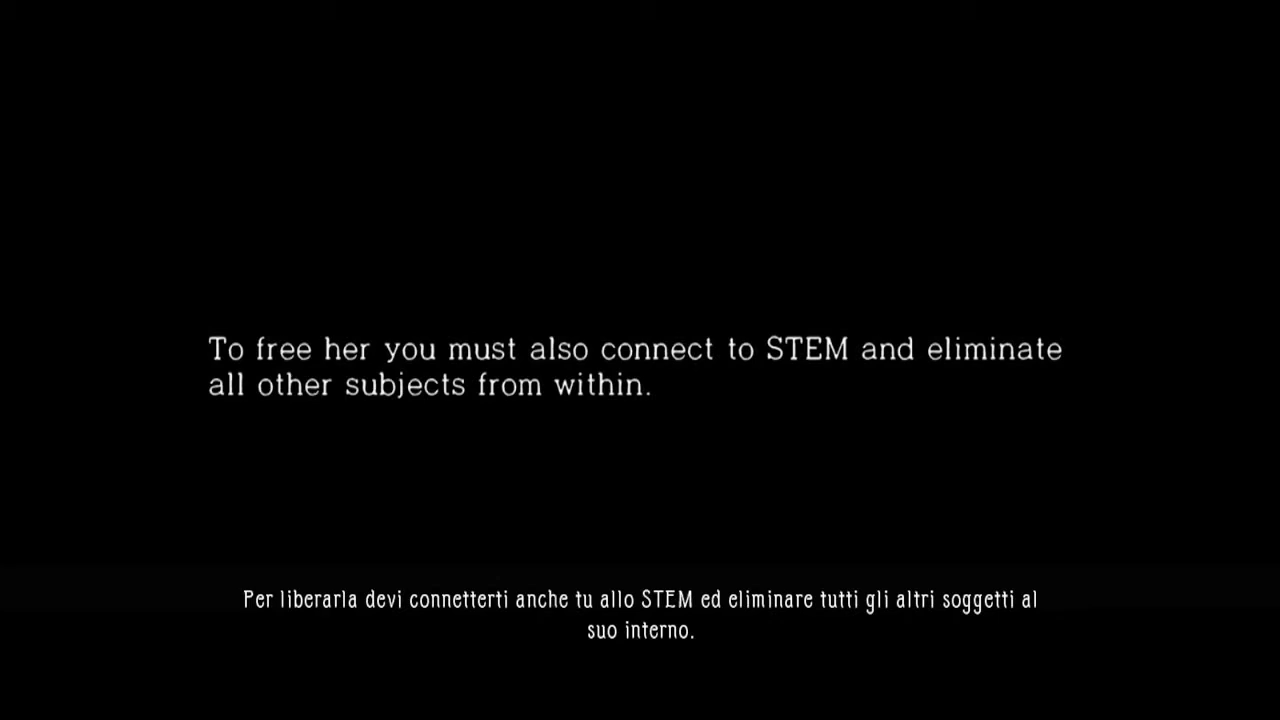 To free her you must also connect to STEM and eliminate
all other subjects from within.
Per liberarla devi connetterti anche tu allo STEM ed eliminare tutti gli altri soggetti al
suo interno.